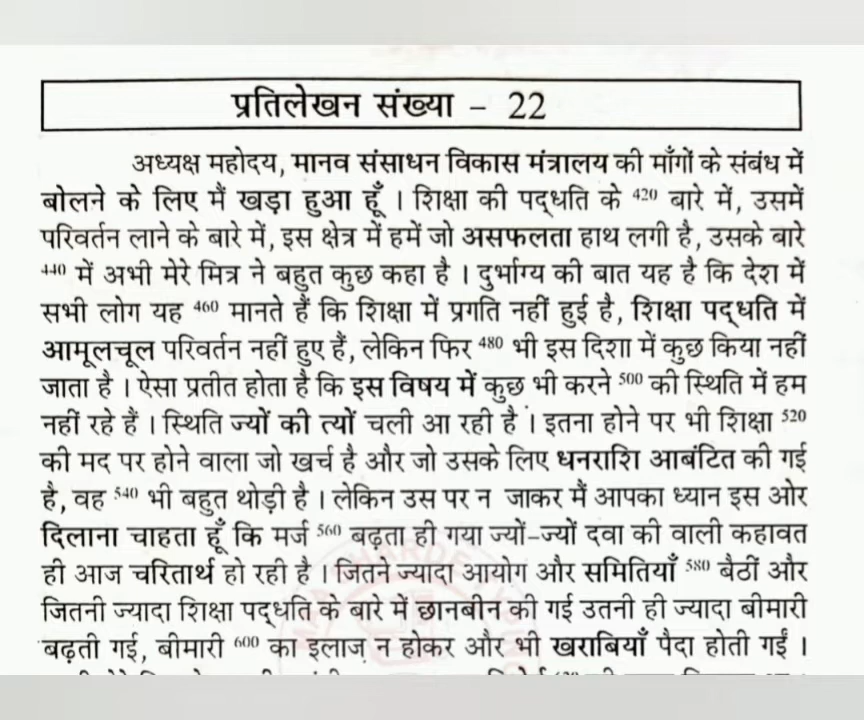 प्रतिलेखन संख्या – 22
अध्यक्ष महोदय, मानव संसाधन विकास मंत्रालय की माँगों के संबंध में
बोलने के लिए मैं खड़ा हुआ हूँ । शिक्षा की पद्धति के 420 बारे में, उसमें
परिवर्तन लाने के बारे में, इस क्षेत्र में हमें जो असफलता हाथ लगी है, उसके बारे
440 में अभी मेरे मित्र ने बहुत कुछ कहा है । दुर्भाग्य की बात यह है कि देश में
सभी लोग यह 460 मानते हैं कि शिक्षा में प्रगति नहीं हुई है, शिक्षा पद्धति में
आमूलचूल परिवर्तन नहीं हुए हैं, लेकिन फिर 480 भी इस दिशा में कुछ किया नहीं
जाता है । ऐसा प्रतीत होता है कि इस विषय में कुछ भी करने 500 की स्थिति में हम
नहीं रहे हैं । स्थिति ज्यों की त्यों चली आ रही है । इतना होने पर भी शिक्षा 520
की मद पर होने वाला जो खर्च है और जो उसके लिए धनराशि आबंटित की गई
है, वह 540 भी बहुत थोड़ी है । लेकिन उस पर न जाकर मैं आपका ध्यान इस ओर
दिलाना चाहता हूँ कि मर्ज 560 बढ़ता ही गया ज्यों-ज्यों दवा की वाली कहावत
ही आज चरितार्थ हो रही है । जितने ज्यादा आयोग और समितियाँ 580 बैठीं और
जितनी ज्यादा शिक्षा पद्धति के बारे में छानबीन की गई उतनी ही ज्यादा बीमारी
बढ़ती गई, बीमारी 600 का इलाज़ न होकर और भी खराबियाँ पैदा होती गईं ।